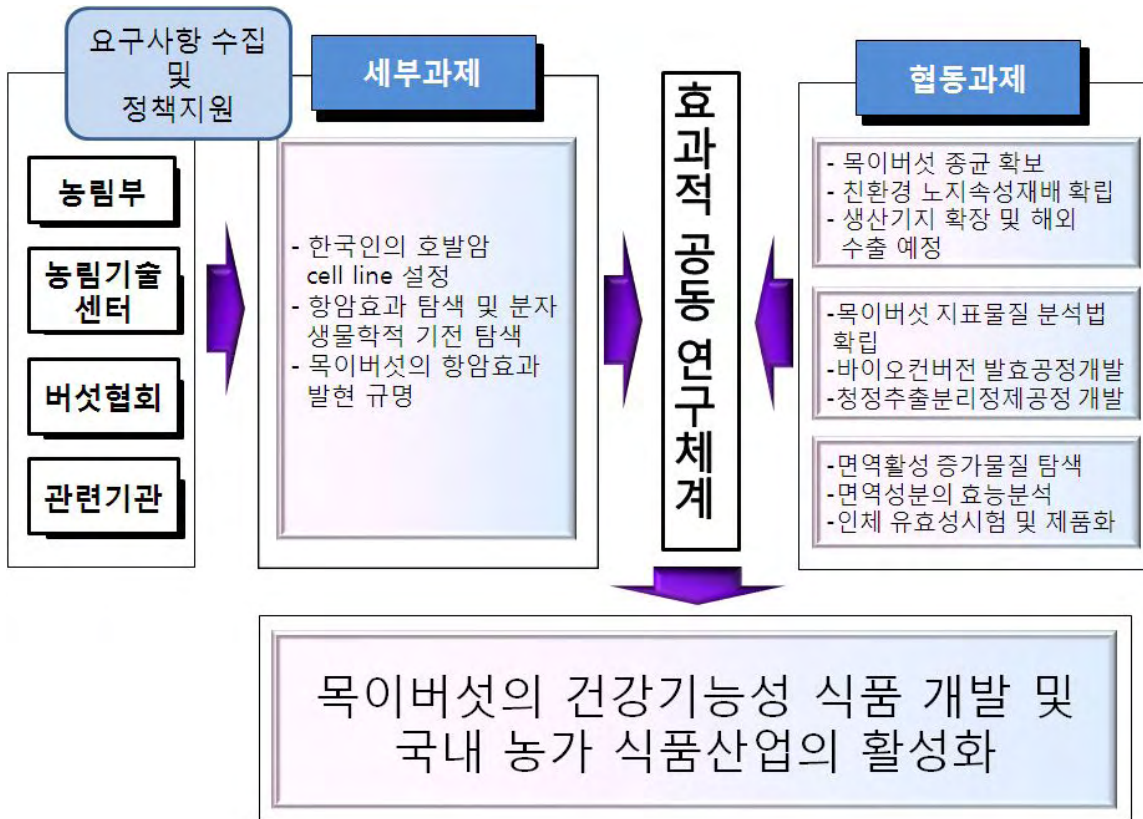 요구사항 수집
및
정책지원
농림부
농림기술
센터
버섯협회
관련기관
세부과제
- 한국인의 호발암
cell line 설정
- 항암효과 탐색 및 분자
생물학적 기전 탐색
- 목이버섯의 항암효과
발현 규명
효과적 공동 연구체계
협동과제
- 목이버섯 종균 확보
- 친환경 노지속성재배 확립
- 생산기지 확장 및 해외
수출 예정
-목이버섯 지표물질 분석법
확립
-바이오컨버전 발효공정개발
-청정추출분리정제공정 개발
-면역활성 증가물질 탐색
-면역성분의 효능분석
-인체 유효성시험 및 제품화
목이버섯의 건강기능성 식품 개발 및
국내 농가 식품산업의 활성화